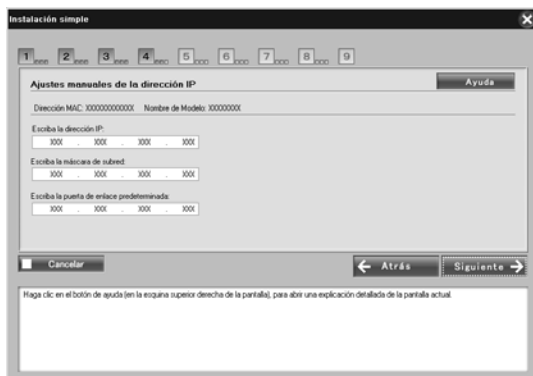 Instalación simple
1 2 3 4 5 6 7 8 9
Ajustes manuales de la dirección IP
Ayuda
Dirección MAC: XXXXXXXXXXXX Nombre de Modelo: XXXXXXXX
Escriba la dirección IP:
XXX . XXX . XXX . XXX
Escriba la máscara de subred:
XXX . XXX . XXX . XXX
Escriba la puerta de enlace predeterminada:
XXX . XXX . XXX . XXX
Cancelar
Atrás
Siguiente
Haga clic en el botón de ayuda (en la esquina superior derecha de la pantalla), para abrir una explicación detallada de la pantalla actual.